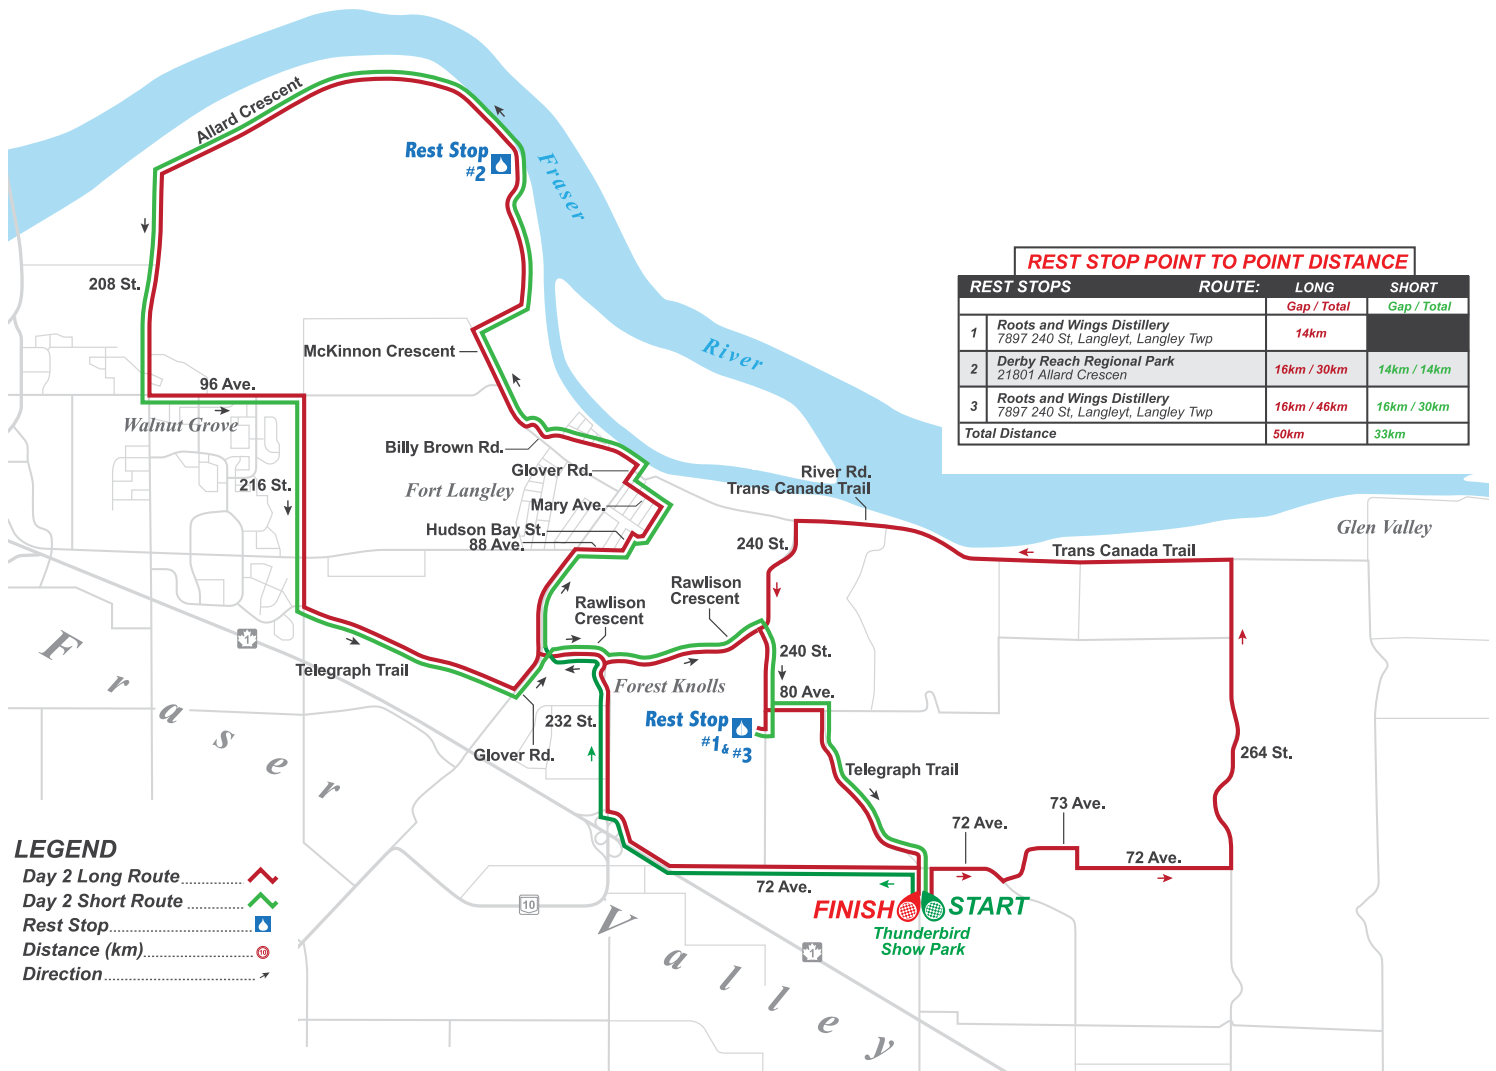 Allard Crescent
Rest Stop
#2
Fraser
208 St.
REST STOP POINT TO POINT DISTANCE
REST STOPS ROUTE: LONG SHORT
Gap / Total Gap / Total
1 Roots and Wings Distillery 14km
7897 240 St, Langleyt, Langley Twp
2 Derby Reach Regional Park 16km / 30km 14km / 14km
21801 Allard Crescen
3 Roots and Wings Distillery 16km / 46km 16km / 30km
7897 240 St, Langleyt, Langley Twp
Total Distance 50km 33km
McKinnon Crescent
River
96 Ave.
Walnut Grove
Billy Brown Rd.
Glover Rd.
River Rd.
Trans Canada Trail
216 St.
Fort Langley
Mary Ave.
Hudson Bay St.
88 Ave.
Glen Valley
240 St.
Trans Canada Trail
Rawlison
Crescent
Rawlison
Crescent
1
Telegraph Trail
240 St.
Forest Knolls
80 Ave.
232 St.
Rest Stop
#1& #3
Glover Rd.
264 St.
Telegraph Trail
73 Ave.
72 Ave.
72 Ave.
72 Ave.
Fraser
Valley
LEGEND
Day 2 Long Route
Day 2 Short Route
Rest Stop
Distance (km) 10
Direction
10
FINISH START
Thunderbird
Show Park
1